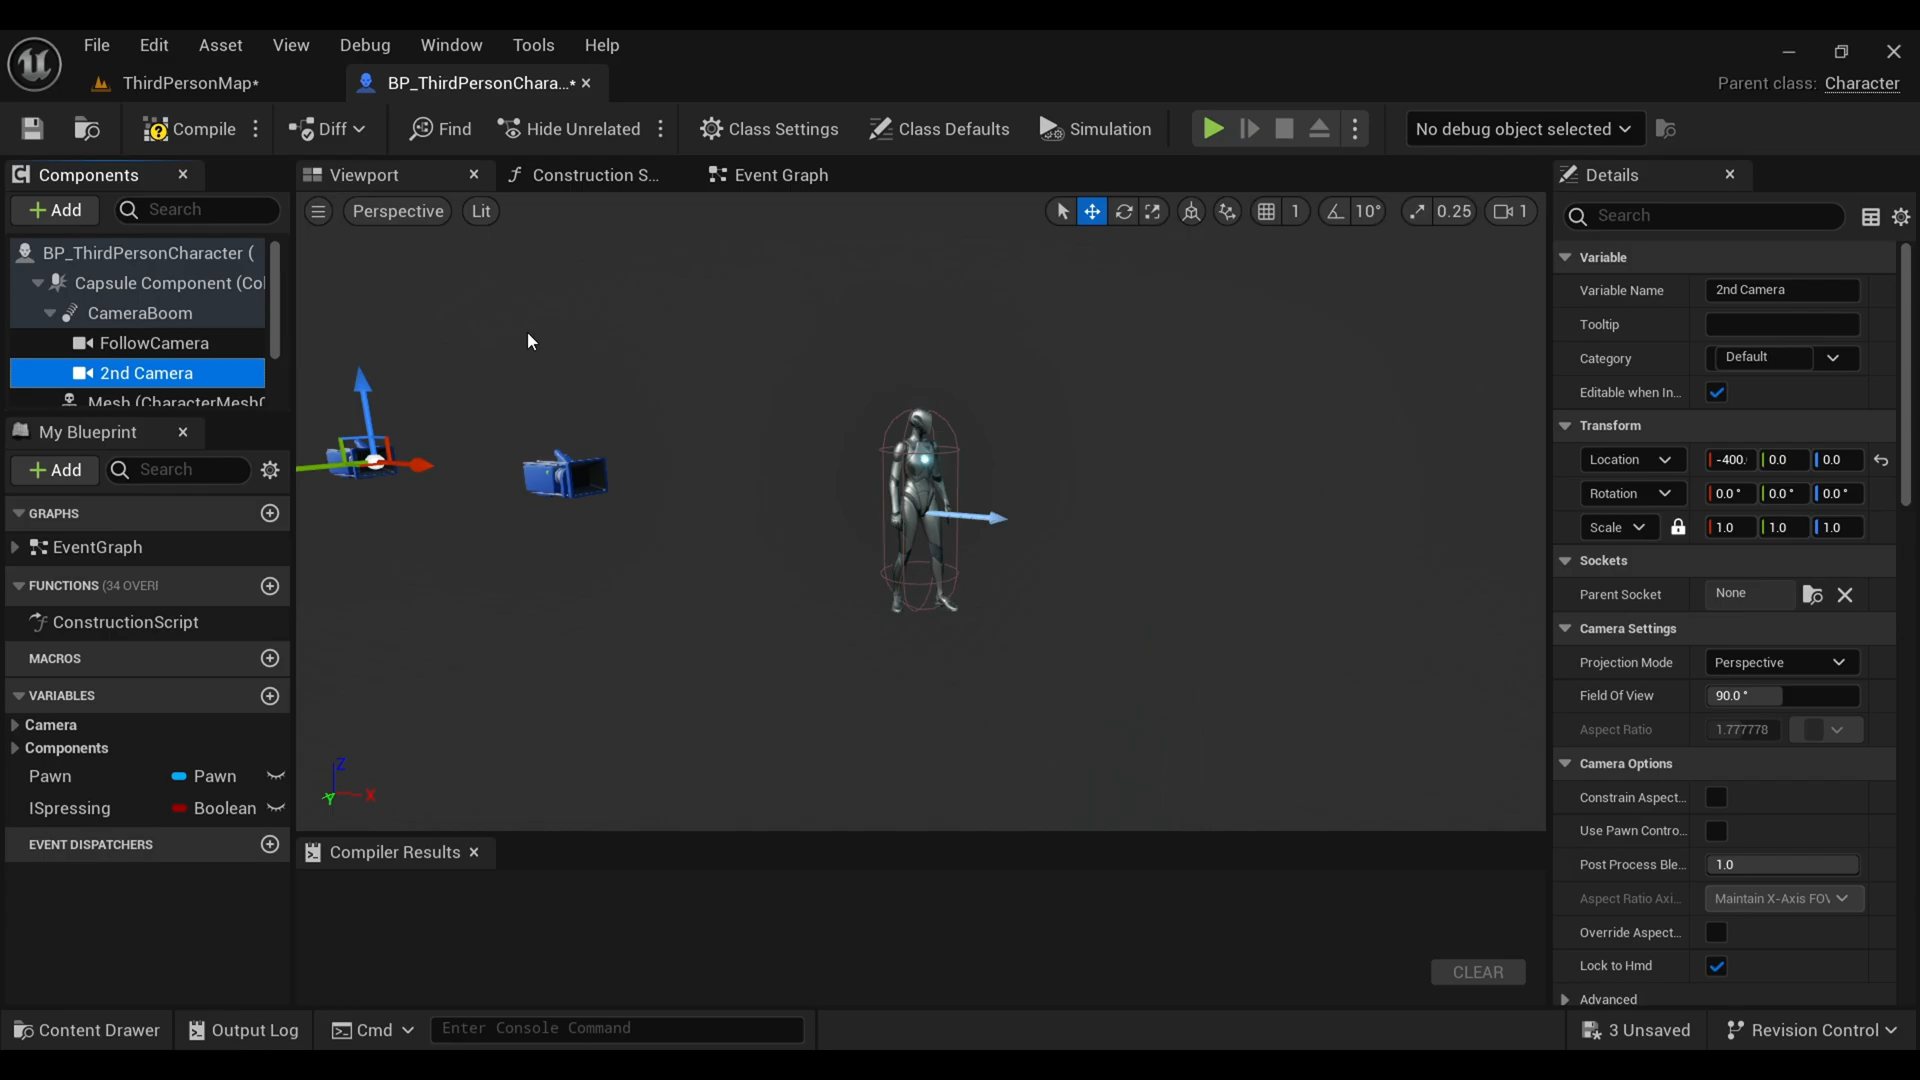 File Edit Asset View Debug Window Tools Help
ThirdPersonMap*
BP_ThirdPersonChara...*
Parent class: Character
Compile
Diff
Find
Hide Unrelated
Class Settings
Class Defaults
Simulation
No debug object selected
Components
Viewport
Construction S...
Event Graph
Details
Add
Search
Perspective
Lit
1
10°
0.25
1
Search
BP_ThirdPersonCharacter (
Capsule Component (Col
CameraBoom
FollowCamera
2nd Camera
Mesh (CharacterMesh0
My Blueprint
Add
Search
GRAPHS
EventGraph
FUNCTIONS (34 OVERI
ConstructionScript
MACROS
VARIABLES
Camera
Components
Pawn Pawn
ISpressing Boolean
EVENT DISPATCHERS
Z
Y X
Compiler Results
CLEAR
Variable
Variable Name 2nd Camera
Tooltip
Category Default
Editable when In...
Transform
Location -400. 0.0 0.0
Rotation 0.0° 0.0° 0.0°
Scale 1.0 1.0 1.0
Sockets
Parent Socket None
Camera Settings
Projection Mode Perspective
Field Of View 90.0°
Aspect Ratio 1.777778
Camera Options
Constrain Aspect...
Use Pawn Contro...
Post Process Ble... 1.0
Aspect Ratio Axi... Maintain X-Axis FOV
Override Aspect...
Lock to Hmd
Advanced
Content Drawer
Output Log
Cmd
Enter Console Command
3 Unsaved
Revision Control